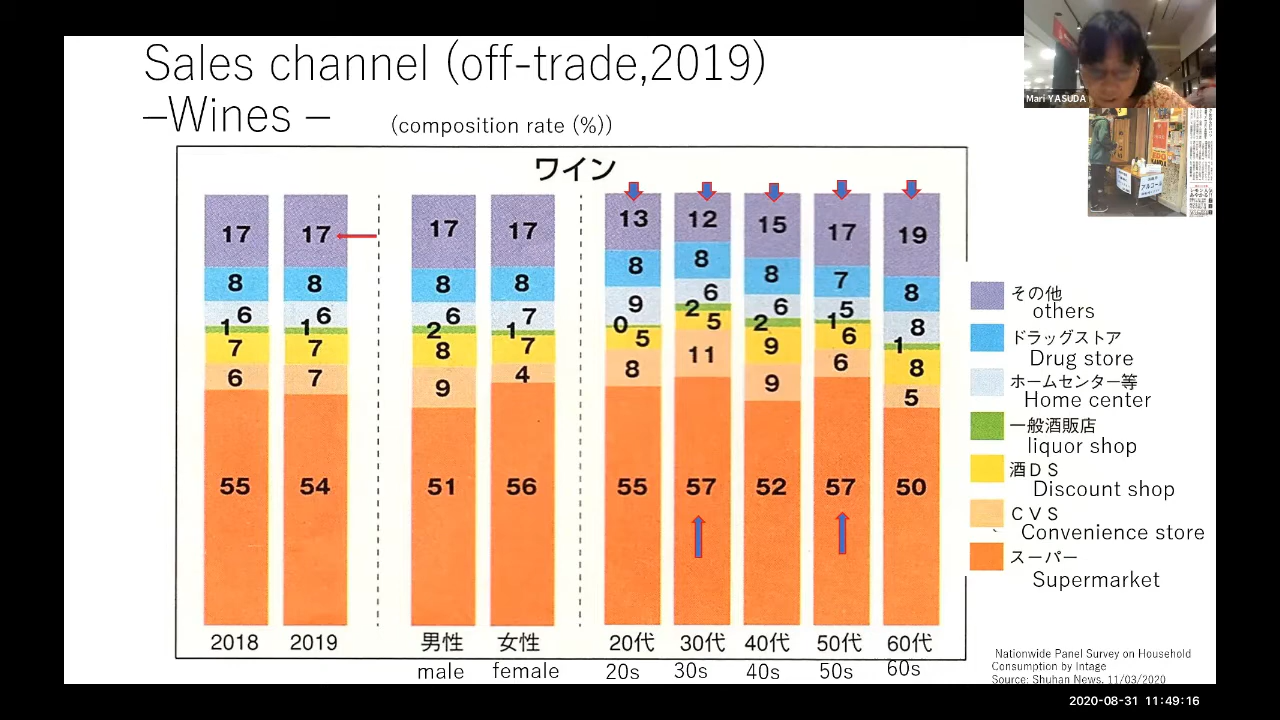 Sales channel (off-trade,2019)
–Wines –
(composition rate (%))
Mari YASUDA
ワイン
17 17 17 17 13 12 15 17 19
8 8 8 8 8 8 8 7 8
6 6 6 7 9 6 6 5 8
1 1 2 1 0 2 2 1 1
7 7 8 7 5 5 9 6 8
6 7 9 4 8 11 9 6 5
55 54 51 56 55 57 52 57 50
2018 2019 男性 女性 20代 30代 40代 50代 60代
male female 20s 30s 40s 50s 60s
その他
others
ドラッグストア
Drug store
ホームセンター等
Home center
一般酒販店
liquor shop
酒DS
Discount shop
CVS
Convenience store
スーパー
Supermarket
Nationwide Panel Survey on Household
Consumption by Intage
Source: Shuhan News, 11/03/2020
2020-08-31 11:49:16